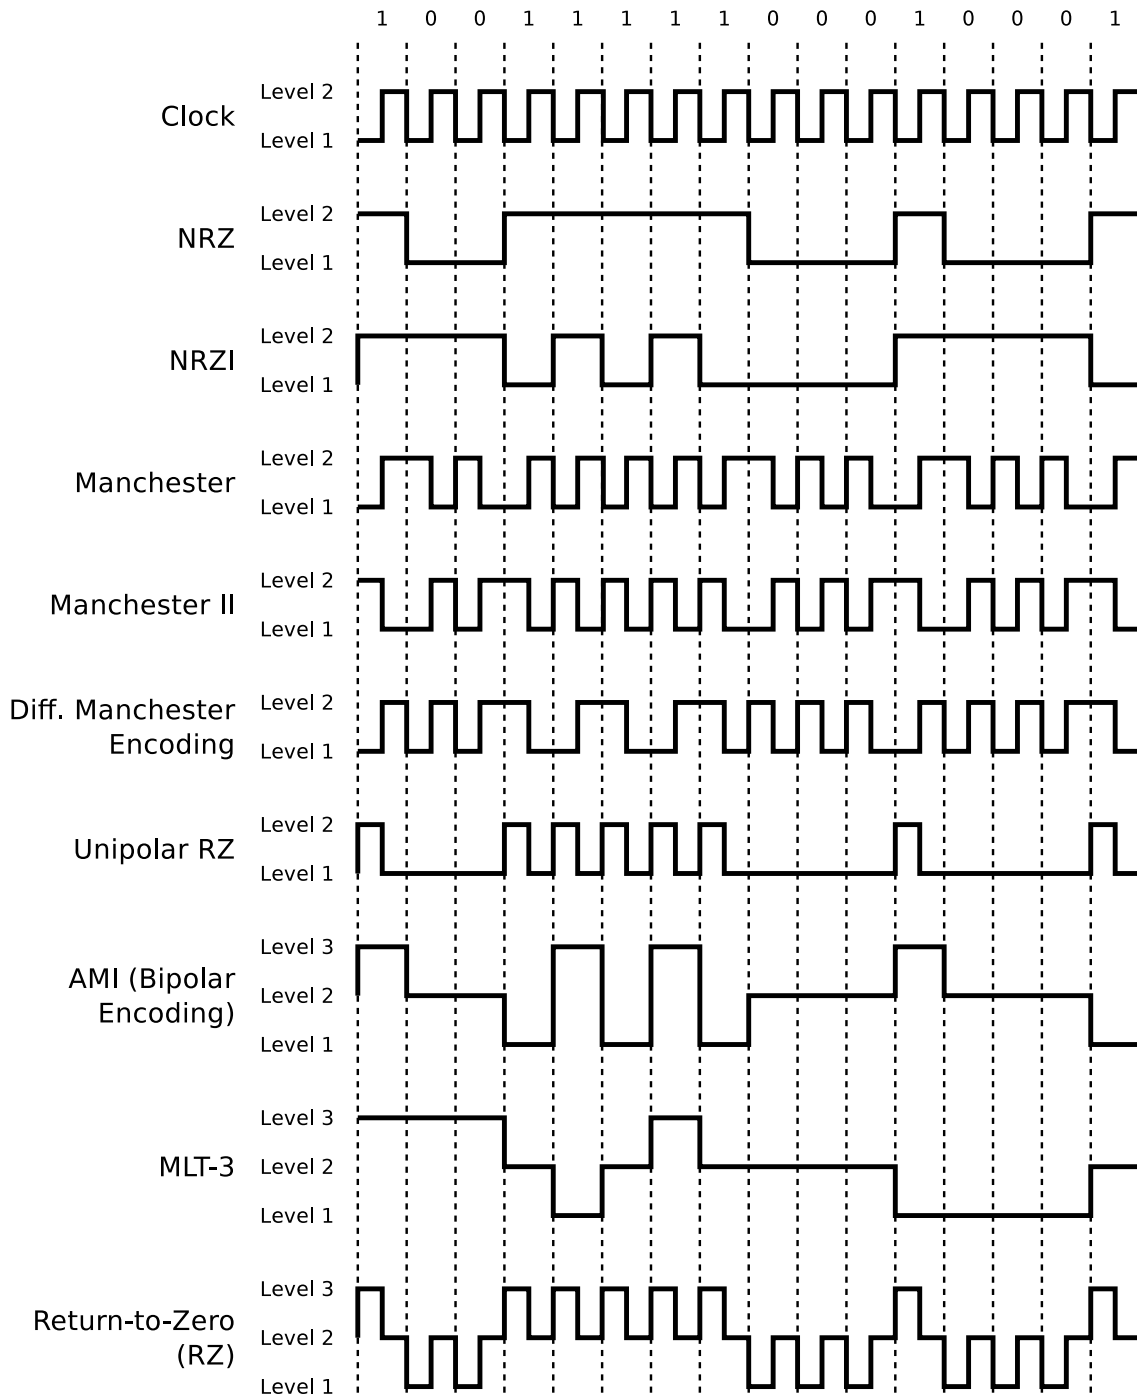 1 0 0 1 1 1 1 1 0 0 0 1 0 0 0 1
Level 2
Clock
Level 1
Level 2
NRZ
Level 1
Level 2
NRZI
Level 1
Level 2
Manchester
Level 1
Level 2
Manchester II
Level 1
Level 2
Diff. Manchester
Encoding
Level 1
Level 2
Unipolar RZ
Level 1
Level 3
AMI (Bipolar
Level 2
Encoding)
Level 1
Level 3
MLT-3
Level 2
Level 1
Level 3
Return-to-Zero
Level 2
(RZ)
Level 1